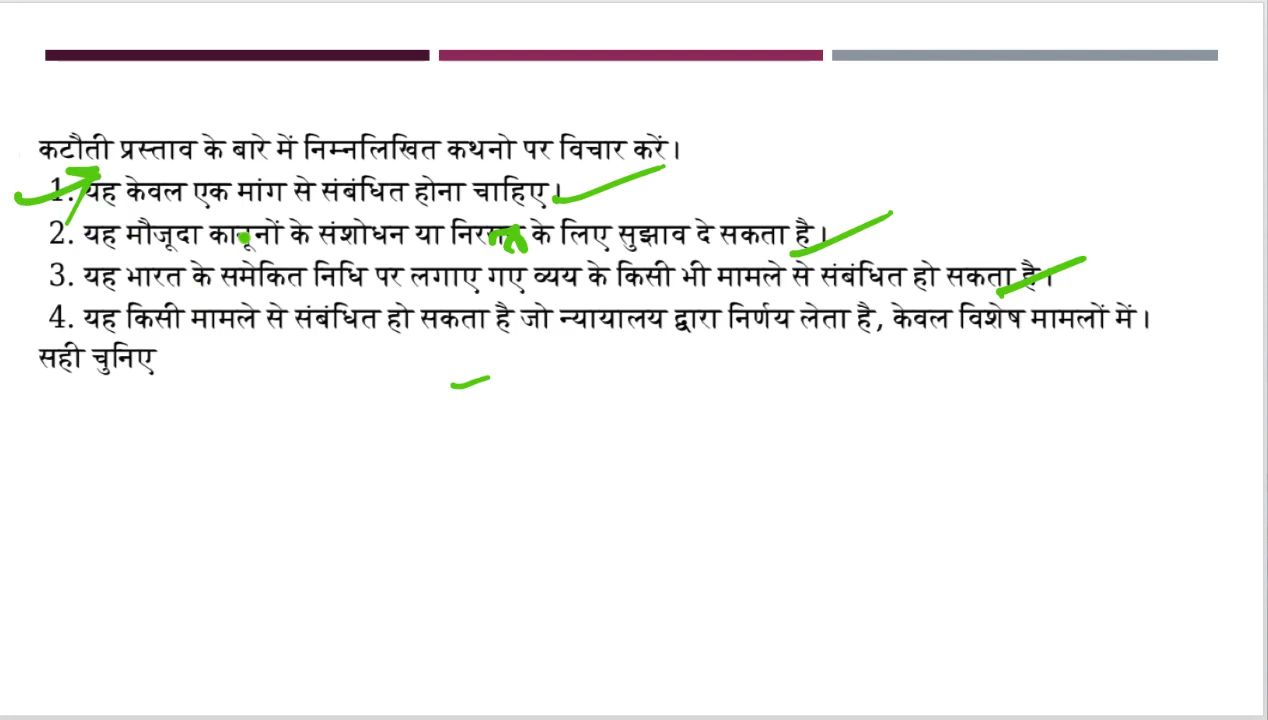 कटौती प्रस्ताव के बारे में निम्नलिखित कथनो पर विचार करें।
1. यह केवल एक मांग से संबंधित होना चाहिए।
2. यह मौजूदा कानूनों के संशोधन या के लिए सुझाव दे सकता है।
3. यह भारत के समेकित निधि पर लगाए गए व्यय के किसी भी मामले से संबंधित हो सकता है।
4. यह किसी मामले से संबंधित हो सकता है जो न्यायालय द्वारा निर्णय लेता है, केवल विशेष मामलों में।
सही चुनिए